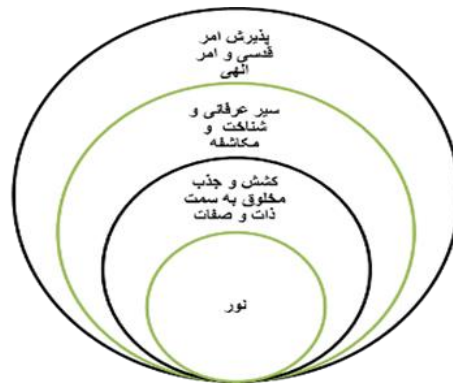 پذیرش امر
قدسی و امر
الهی
سیر عرفانی و
شناخت و
مکاشفه
کشش و جذب
مخلوق به سمت
ذات و صفات
نور